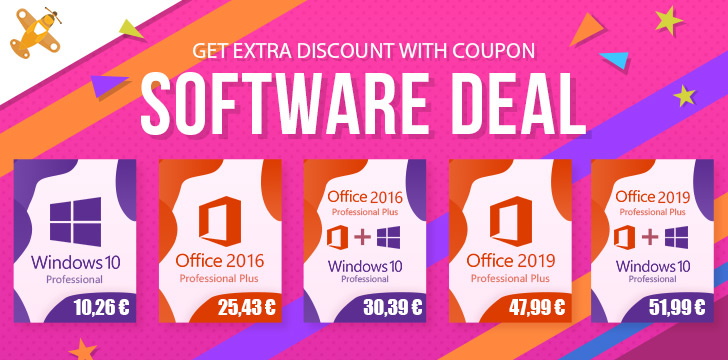 GET EXTRA DISCOUNT WITH COUPON
SOFTWARE DEAL
Windows 10
Professional
10,26 €
Office 2016
Professional Plus
25,43 €
Office 2016
Professional Plus
+
Windows 10
Professional
30,39 €
Office 2019
Professional Plus
47,99 €
Office 2019
Professional Plus
+
Windows 10
Professional
51,99 €